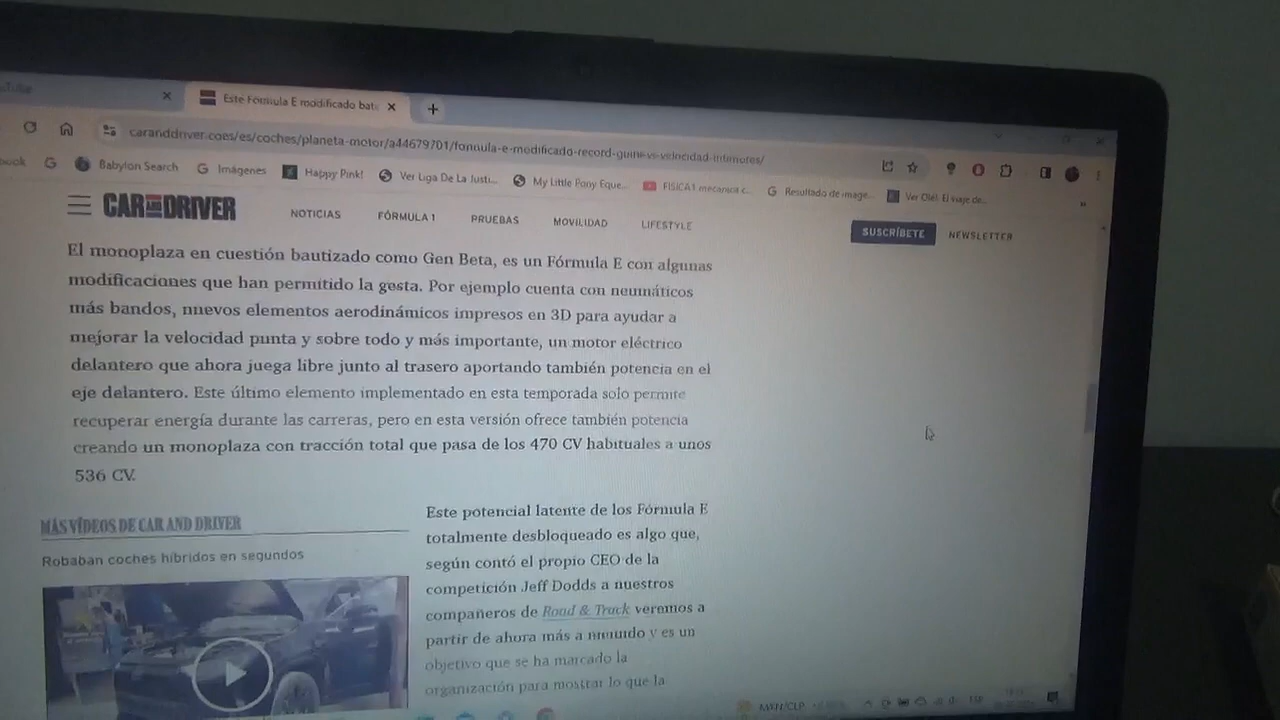 Este Fórmula E modificado bat
caranddriver.com/es/coches/planeta-motor/a44679701/formula-e-modificado-record-guiness-velocidad-interiores/
ook
Babylon Search
Imágenes
Happy Pink!
Ver Liga De La Justi...
My Little Pony Eque...
FISICA1 mecanica c...
Resultado de image...
Ver Ole!: El viaje de...
CAR AND DRIVER
NOTICIAS
FÓRMULA 1
PRUEBAS
MOVILIDAD
LIFESTYLE
SUSCRÍBETE
NEWSLETTER
El monoplaza en cuestión bautizado como Gen Beta, es un Fórmula E con algunas
modificaciones que han permitido la gesta. Por ejemplo cuenta con neumáticos
más bandos, nnevos elementos aerodinámicos impresos en 3D para ayudar a
mejorar la velocidad punta y sobre todo y más importante, un motor eléctrico
delantero que ahora juega libre junto al trasero aportando también potencia en el
eje delantero. Este último elemento implementado en esta temporada solo permite
recuperar energía durante las carreras, pero en esta versión ofrece también potencia
creando un monoplaza con tracción total que pasa de los 470 CV habituales a unos
536 CV.
MÁS VÍDEOS DE CAR AND DRIVER
Robaban coches híbridos en segundos
Este potencial latente de los Fórmula E
totalmente desbloqueado es algo que,
según contó el propio CEO de la
competición Jeff Dodds a nuestros
compañeros de Road & Track veremos a
partir de ahora más a menudo y es un
objetivo que se ha marcado la
organización para mostrar lo que la
MXN/CLP